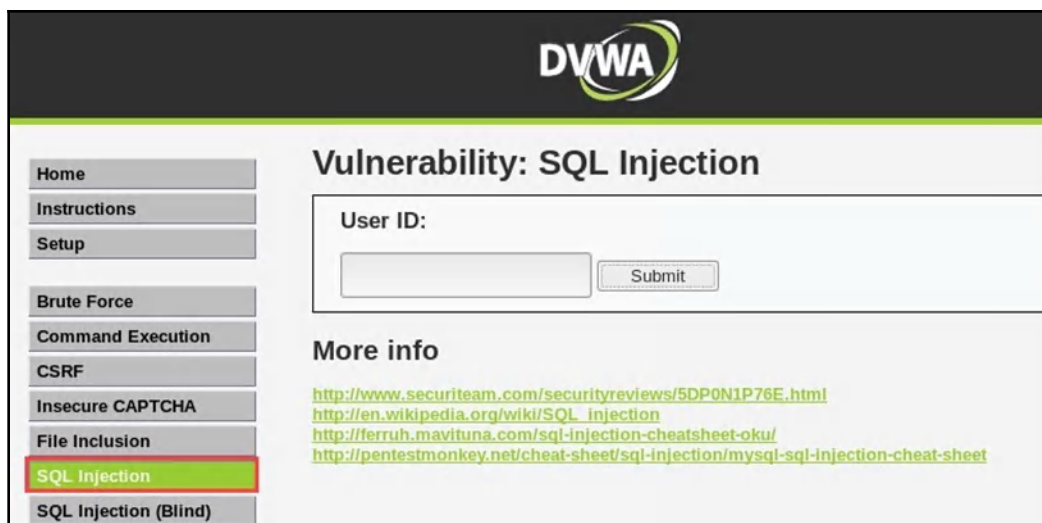 DVWA
Home
Instructions
Setup
Brute Force
Command Execution
CSRF
Insecure CAPTCHA
File Inclusion
SQL Injection
SQL Injection (Blind)
Vulnerability: SQL Injection
User ID:
Submit
More info
http://www.securiteam.com/securityreviews/5DP0N1P76E.html
http://en.wikipedia.org/wiki/SQL_injection
http://ferruh.mavituna.com/sql-injection-cheatsheet-oku/
http://pentestmonkey.net/cheat-sheet/sql-injection/mysql-sql-injection-cheat-sheet